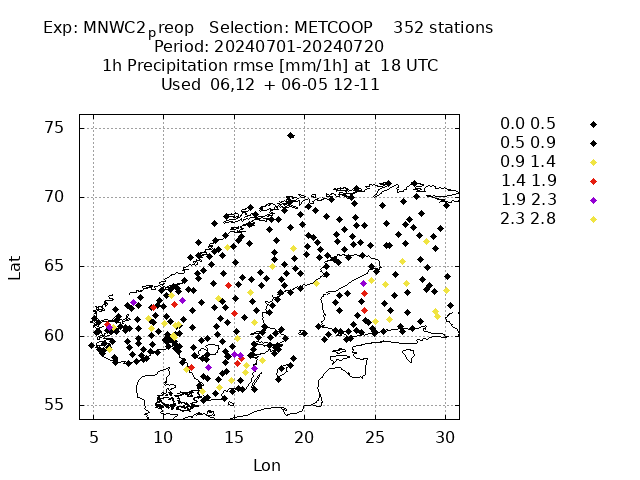 Exp: MNWC2preop   Selection: METCOOP    352 stations
Period: 20240701-20240720
1h Precipitation rmse [mm/1h] at  18 UTC
Used  06,12  + 06-05 12-11
75
70
65
60
55
Lat
5 10 15 20 25 30
Lon
0.0 0.5
0.5 0.9
0.9 1.4
1.4 1.9
1.9 2.3
2.3 2.8